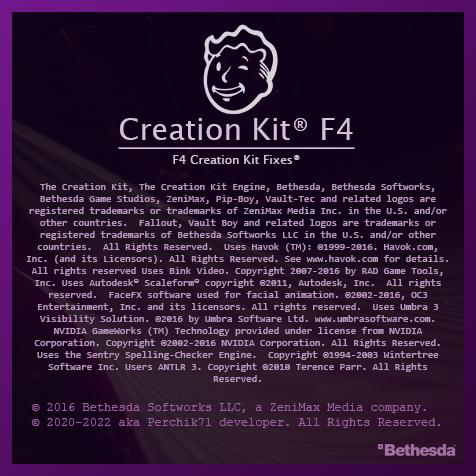 Creation Kit® F4
F4 Creation Kit Fixes®
The Creation Kit, The Creation Kit Engine, Bethesda, Bethesda Softworks,
Bethesda Game Studios, ZeniMax, Pip-Boy, Vault-Tec and related logos are
registered trademarks or trademarks of ZeniMax Media Inc. in the U.S. and/or
other countries.  Fallout, Vault Boy and related logos are trademarks or
registered trademarks of Bethesda Softworks LLC in the U.S. and/or other
countries.  All Rights Reserved.  Uses Havok (TM): ©1999-2016. Havok.com,
Inc. (and its Licensors). All Rights Reserved. See www.havok.com for details.
All rights reserved Uses Bink Video. Copyright 2007-2016 by RAD Game Tools,
Inc. Uses Autodesk® Scaleform® copyright ©2011, Autodesk, Inc.  All rights
reserved.  FaceFX software used for facial animation. ©2002-2016, OC3
Entertainment, Inc. and its licensors. All rights reserved.  Uses Umbra 3
Visibility Solution. ©2016 by Umbra Software Ltd. www.umbrasoftware.com.
NVIDIA GameWorks (TM) Technology provided under license from NVIDIA
Corporation. Copyright ©2002-2016 NVIDIA Corporation. All Rights Reserved.
Uses the Sentry Spelling-Checker Engine.  Copyright ©1994-2003 Wintertree
Software Inc. Users ANTLR 3. Copyright ©2010 Terence Parr. All Rights
Reserved.
© 2016 Bethesda Softworks LLC, a ZeniMax Media company.
© 2020-2022 aka Perchik71 developer. All Rights Reserved.
Bethesda